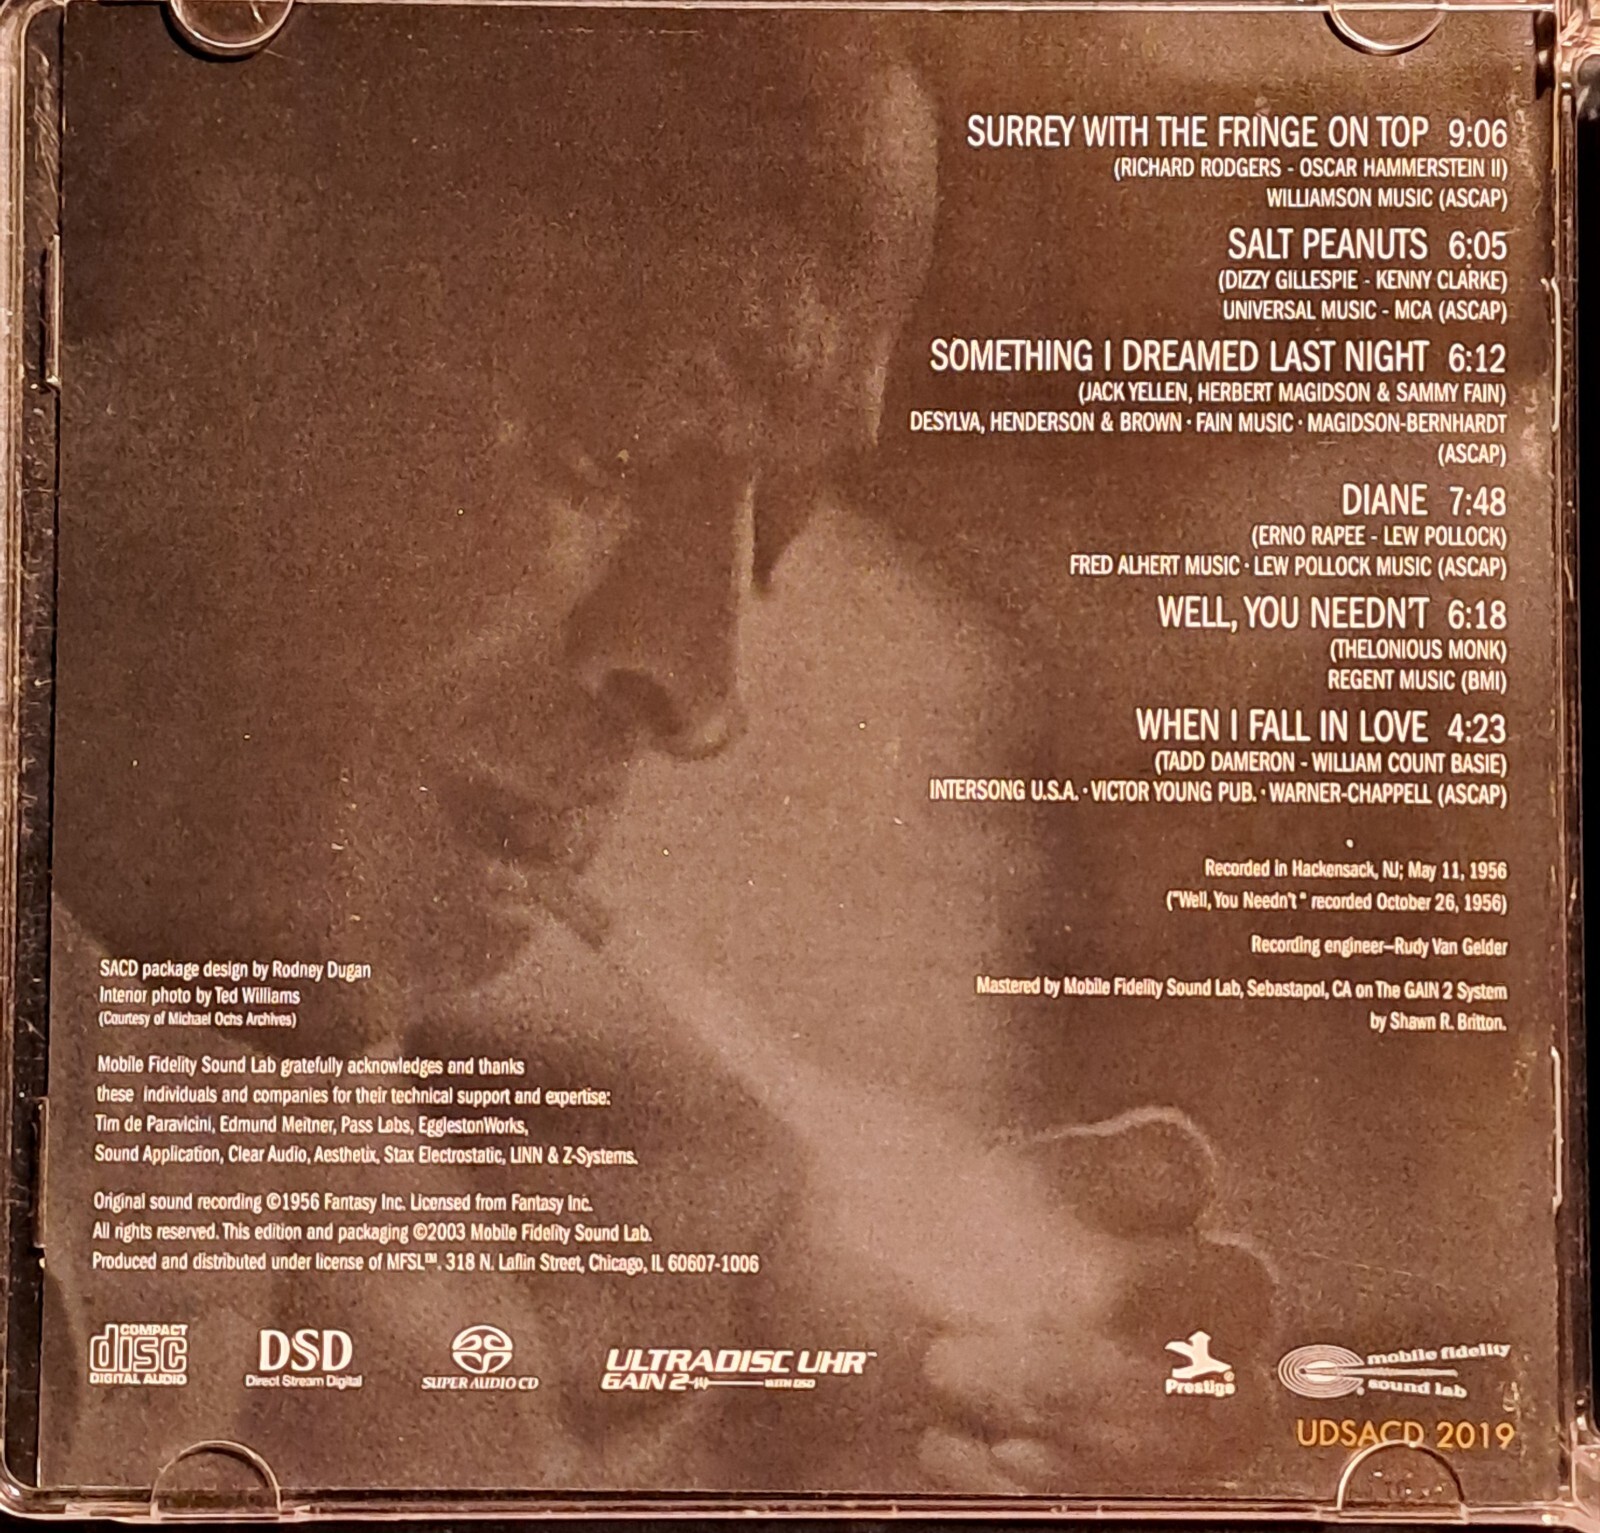 SURREY WITH THE FRINGE ON TOP 9:06
(RICHARD RODGERS - OSCAR HAMMERSTEIN II)
WILLIAMSON MUSIC (ASCAP)
SALT PEANUTS 6:05
(DIZZY GILLESPIE - KENNY CLARKE)
UNIVERSAL MUSIC - MCA (ASCAP)
SOMETHING I DREAMED LAST NIGHT 6:12
(JACK YELLEN, HERBERT MAGIDSON & SAMMY FAIN)
DESYLVA, HENDERSON & BROWN · FAIN MUSIC · MAGIDSON-BERNHARDT
(ASCAP)
DIANE 7:48
(ERNO RAPEE - LEW POLLOCK)
FRED ALHERT MUSIC · LEW POLLOCK MUSIC (ASCAP)
WELL, YOU NEEDN'T 6:18
(THELONIOUS MONK)
REGENT MUSIC (BMI)
WHEN I FALL IN LOVE 4:23
(TADD DAMERON - WILLIAM COUNT BASIE)
INTERSONG U.S.A. · VICTOR YOUNG PUB. · WARNER-CHAPPELL (ASCAP)
Recorded in Hackensack, NJ; May 11, 1956
("Well, You Needn't" recorded October 26, 1956)
Recording engineer–Rudy Van Gelder
Mastered by Mobile Fidelity Sound Lab, Sebastapol, CA on The GAIN 2 System
by Shawn R. Britton.
SACD package design by Rodney Dugan
Interior photo by Ted Williams
(Courtesy of Michael Ochs Archives)
Mobile Fidelity Sound Lab gratefully acknowledges and thanks
these individuals and companies for their technical support and expertise:
Tim de Paravicini, Edmund Meitner, Pass Labs, EgglestonWorks,
Sound Application, Clear Audio, Aesthetix, Stax Electrostatic, LINN & Z-Systems.
Original sound recording ©1956 Fantasy Inc. Licensed from Fantasy Inc.
All rights reserved. This edition and packaging ©2003 Mobile Fidelity Sound Lab.
Produced and distributed under license of MFSL™. 318 N. Laflin Street, Chicago, IL 60607-1006
COMPACT
disc
DIGITAL AUDIO
DSD
Direct Stream Digital
SUPER AUDIO CD
ULTRADISC UHR™
GAIN 2 WITH DSD
Prestige®
mobile fidelity
® sound lab
UDSACD 2019